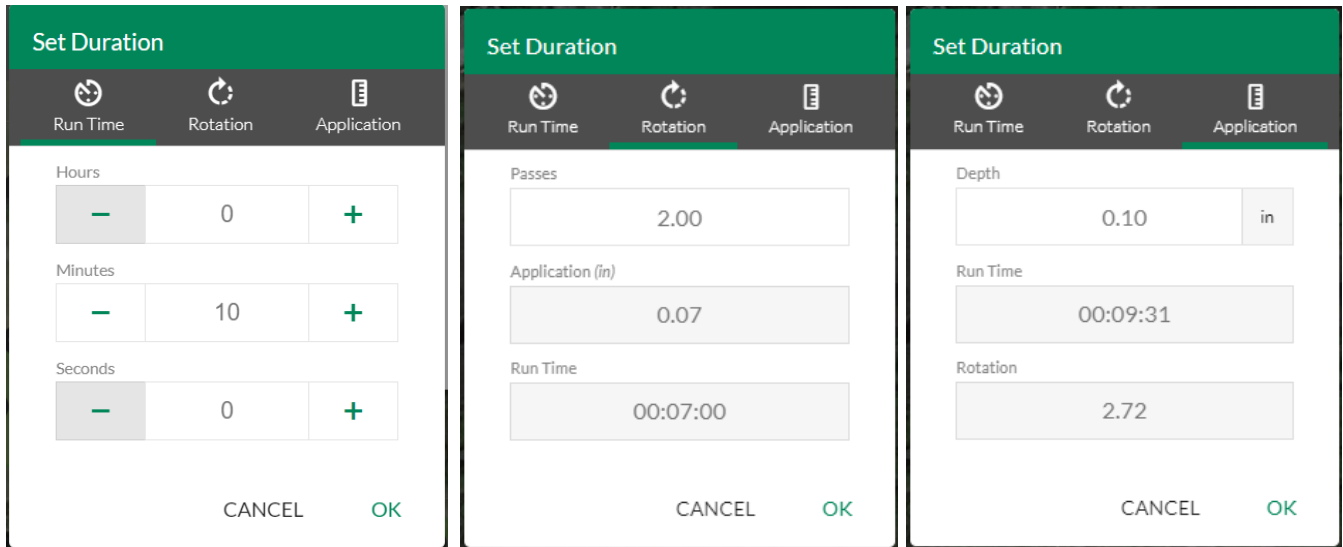 Set Duration
Run Time Rotation Application
Hours
− 0 +
Minutes
− 10 +
Seconds
− 0 +
CANCEL OK
Set Duration
Run Time Rotation Application
Passes
2.00
Application (in)
0.07
Run Time
00:07:00
CANCEL OK
Set Duration
Run Time Rotation Application
Depth
0.10 in
Run Time
00:09:31
Rotation
2.72
CANCEL OK